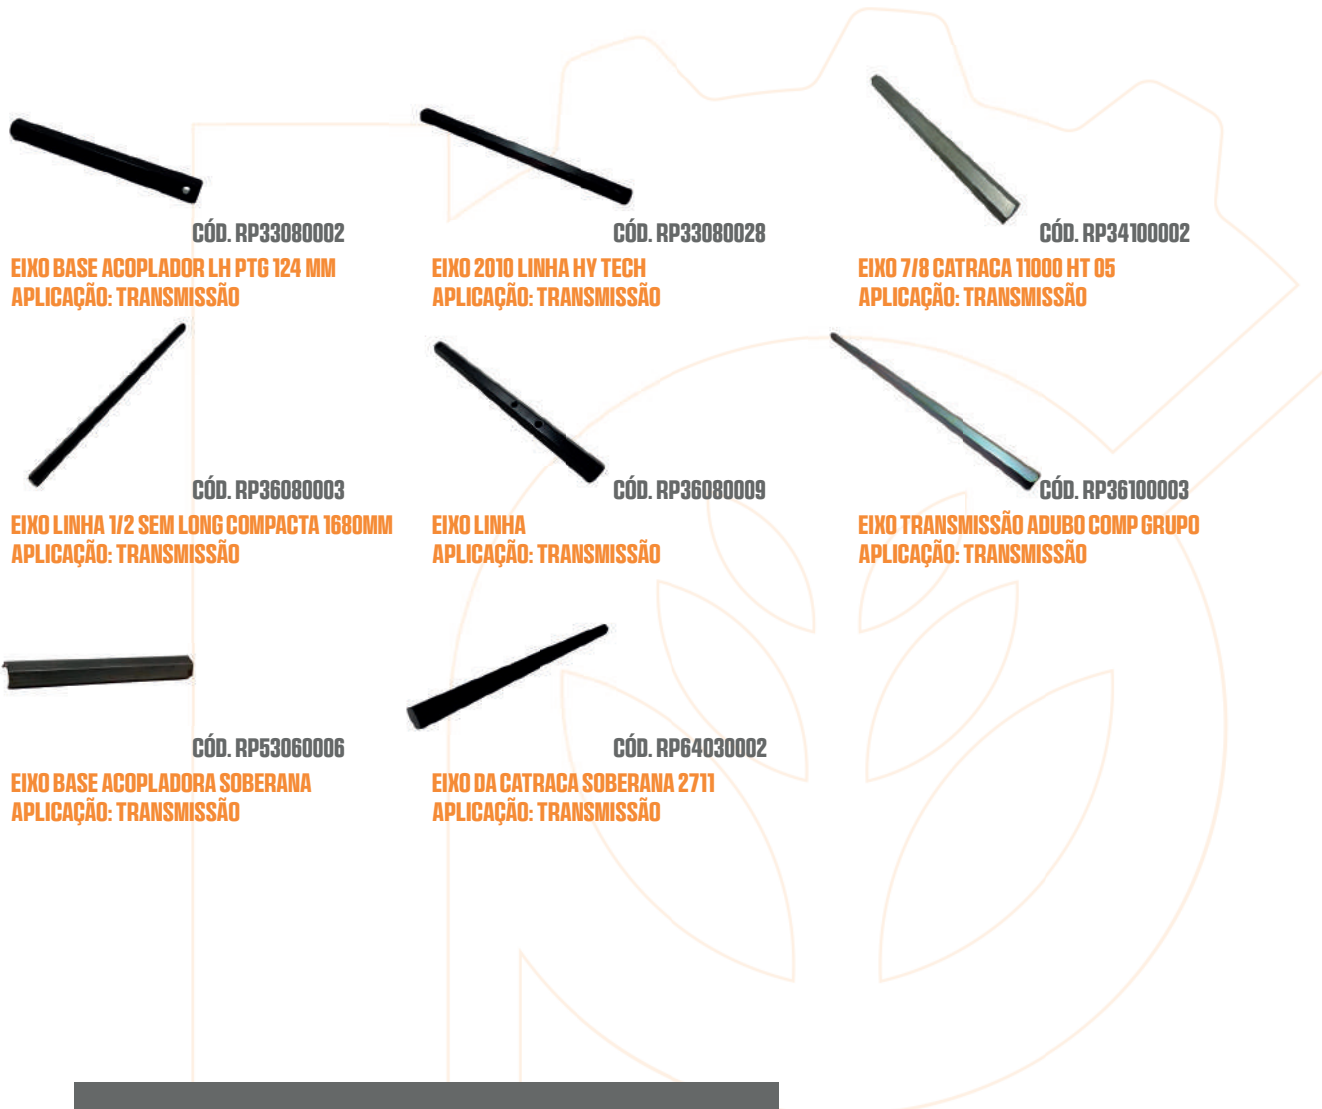 CÓD. RP33080002
EIXO BASE ACOPLADOR LH PTG 124 MM
APLICAÇÃO: TRANSMISSÃO
CÓD. RP33080028
EIXO 2010 LINHA HY TECH
APLICAÇÃO: TRANSMISSÃO
CÓD. RP34100002
EIXO 7/8 CATRACA 11000 HT 05
APLICAÇÃO: TRANSMISSÃO
CÓD. RP36080003
EIXO LINHA 1/2 SEM LONG COMPACTA 1680MM
APLICAÇÃO: TRANSMISSÃO
CÓD. RP36080009
EIXO LINHA
APLICAÇÃO: TRANSMISSÃO
CÓD. RP36100003
EIXO TRANSMISSÃO ADUBO COMP GRUPO
APLICAÇÃO: TRANSMISSÃO
CÓD. RP53060006
EIXO BASE ACOPLADORA SOBERANA
APLICAÇÃO: TRANSMISSÃO
CÓD. RP64030002
EIXO DA CATRACA SOBERANA 2711
APLICAÇÃO: TRANSMISSÃO